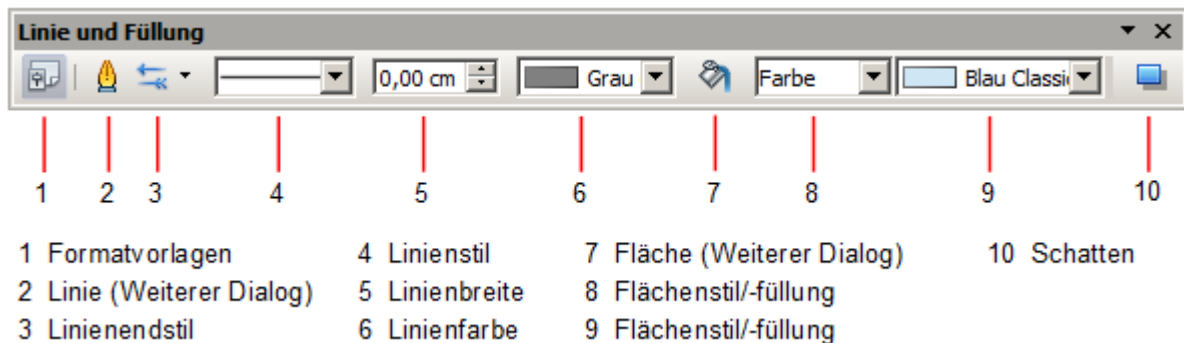 Linie und Füllung
0,00 cm Grau Farbe Blau Classi
1 2 3 4 5 6 7 8 9 10
1 Formatvorlagen 4 Linienstil 7 Fläche (Weiterer Dialog) 10 Schatten
2 Linie (Weiterer Dialog) 5 Linienbreite 8 Flächenstil/-füllung
3 Linienendstil 6 Linienfarbe 9 Flächenstil/-füllung